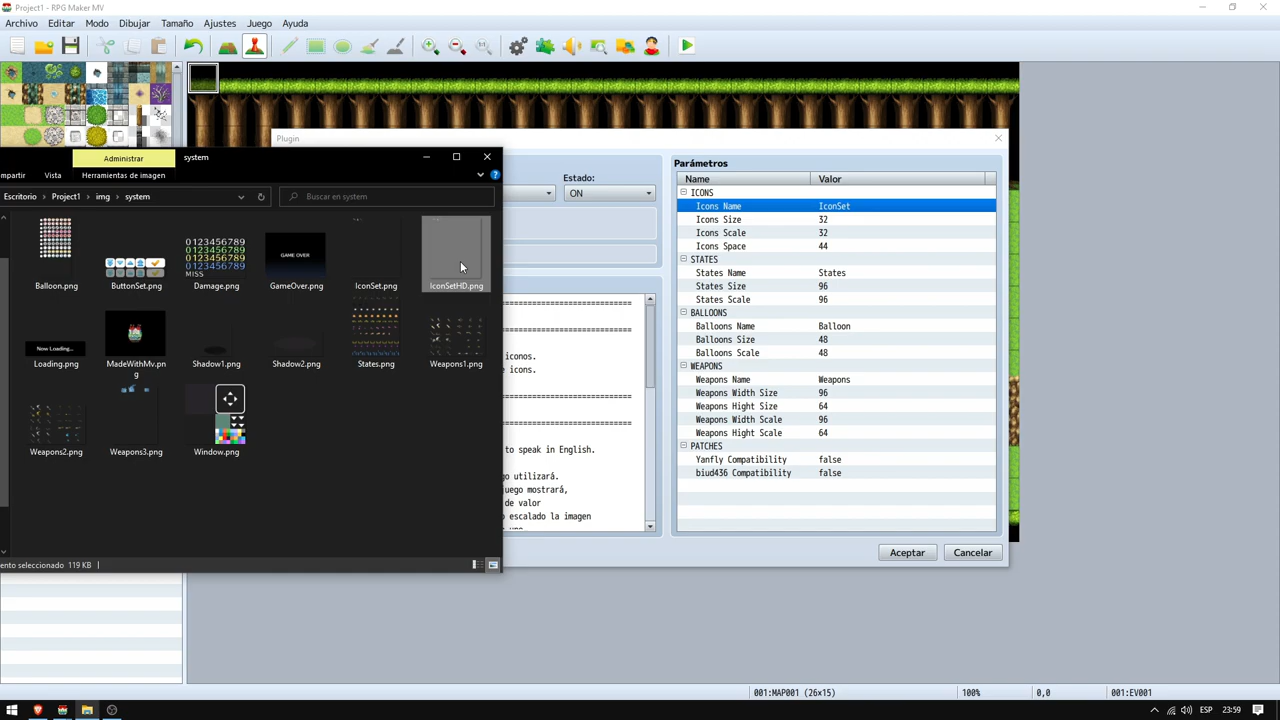 Project1 - RPG Maker MV
Archivo Editar Modo Dibujar Tamaño Ajustes Juego Ayuda
Plugin
Administrar system
mpartir Vista Herramientas de imagen
Escritorio > Project1 > img > system
Buscar en system
Balloon.png ButtonSet.png Damage.png GameOver.png IconSet.png IconSetHD.png
0123456789
0123456789
0123456789
0123456789
MISS
GAME OVER
Now Loading...
Loading.png MadeWithMv.png Shadow1.png Shadow2.png States.png Weapons1.png
Weapons2.png Weapons3.png Window.png
ento seleccionado 119 KB
Estado:
ON
iconos.
e icons.
to speak in English.
go utilizará.
juego mostrará,
de valor
o escalado la imagen
uno
Parámetros
Name Valor
ICONS
Icons Name IconSet
Icons Size 32
Icons Scale 32
Icons Space 44
STATES
States Name States
States Size 96
States Scale 96
BALLOONS
Balloons Name Balloon
Balloons Size 48
Balloons Scale 48
WEAPONS
Weapons Name Weapons
Weapons Width Size 96
Weapons Hight Size 64
Weapons Width Scale 96
Weapons Hight Scale 64
PATCHES
Yanfly Compatibility false
biud436 Compatibility false
Aceptar Cancelar
001:MAP001 (26×15) 100% 0,0 001:EV001
ESP 23:59